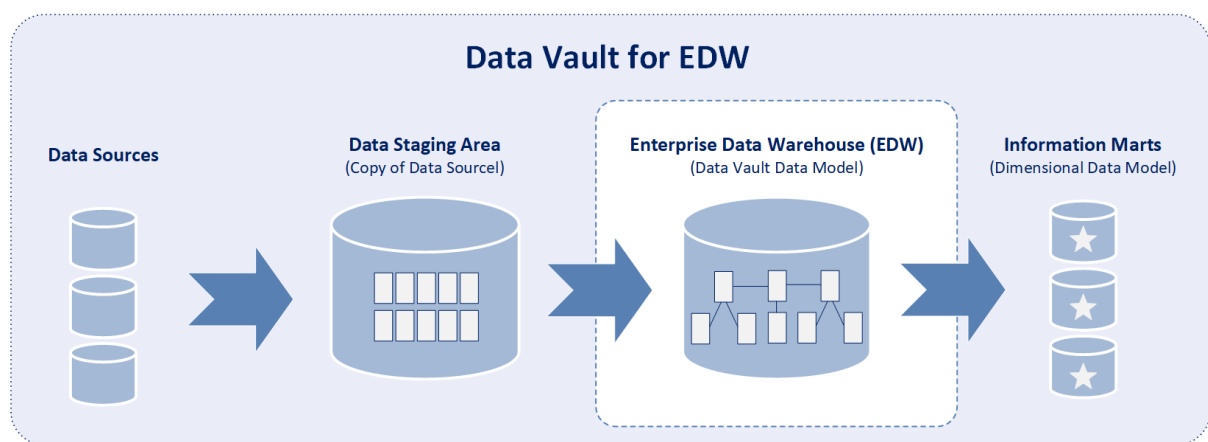 Data Vault for EDW
Data Sources
Data Staging Area
(Copy of Data Sourcel)
Enterprise Data Warehouse (EDW)
(Data Vault Data Model)
Information Marts
(Dimensional Data Model)